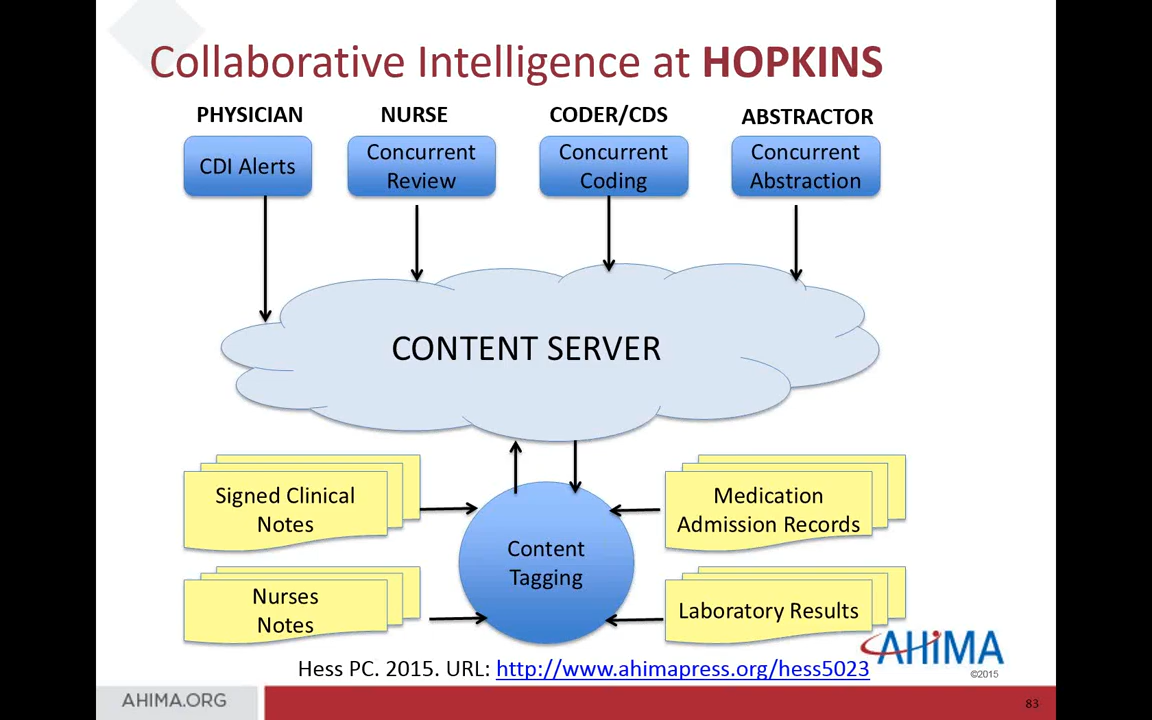 Collaborative Intelligence at HOPKINS
PHYSICIAN
NURSE
CODER/CDS
ABSTRACTOR
CDI Alerts
Concurrent
Review
Concurrent
Coding
Concurrent
Abstraction
CONTENT SERVER
Signed Clinical
Notes
Medication
Admission Records
Content
Tagging
Nurses
Notes
Laboratory Results
AHIMA
©2015
Hess PC. 2015. URL: http://www.ahimapress.org/hess5023
AHIMA.ORG
83